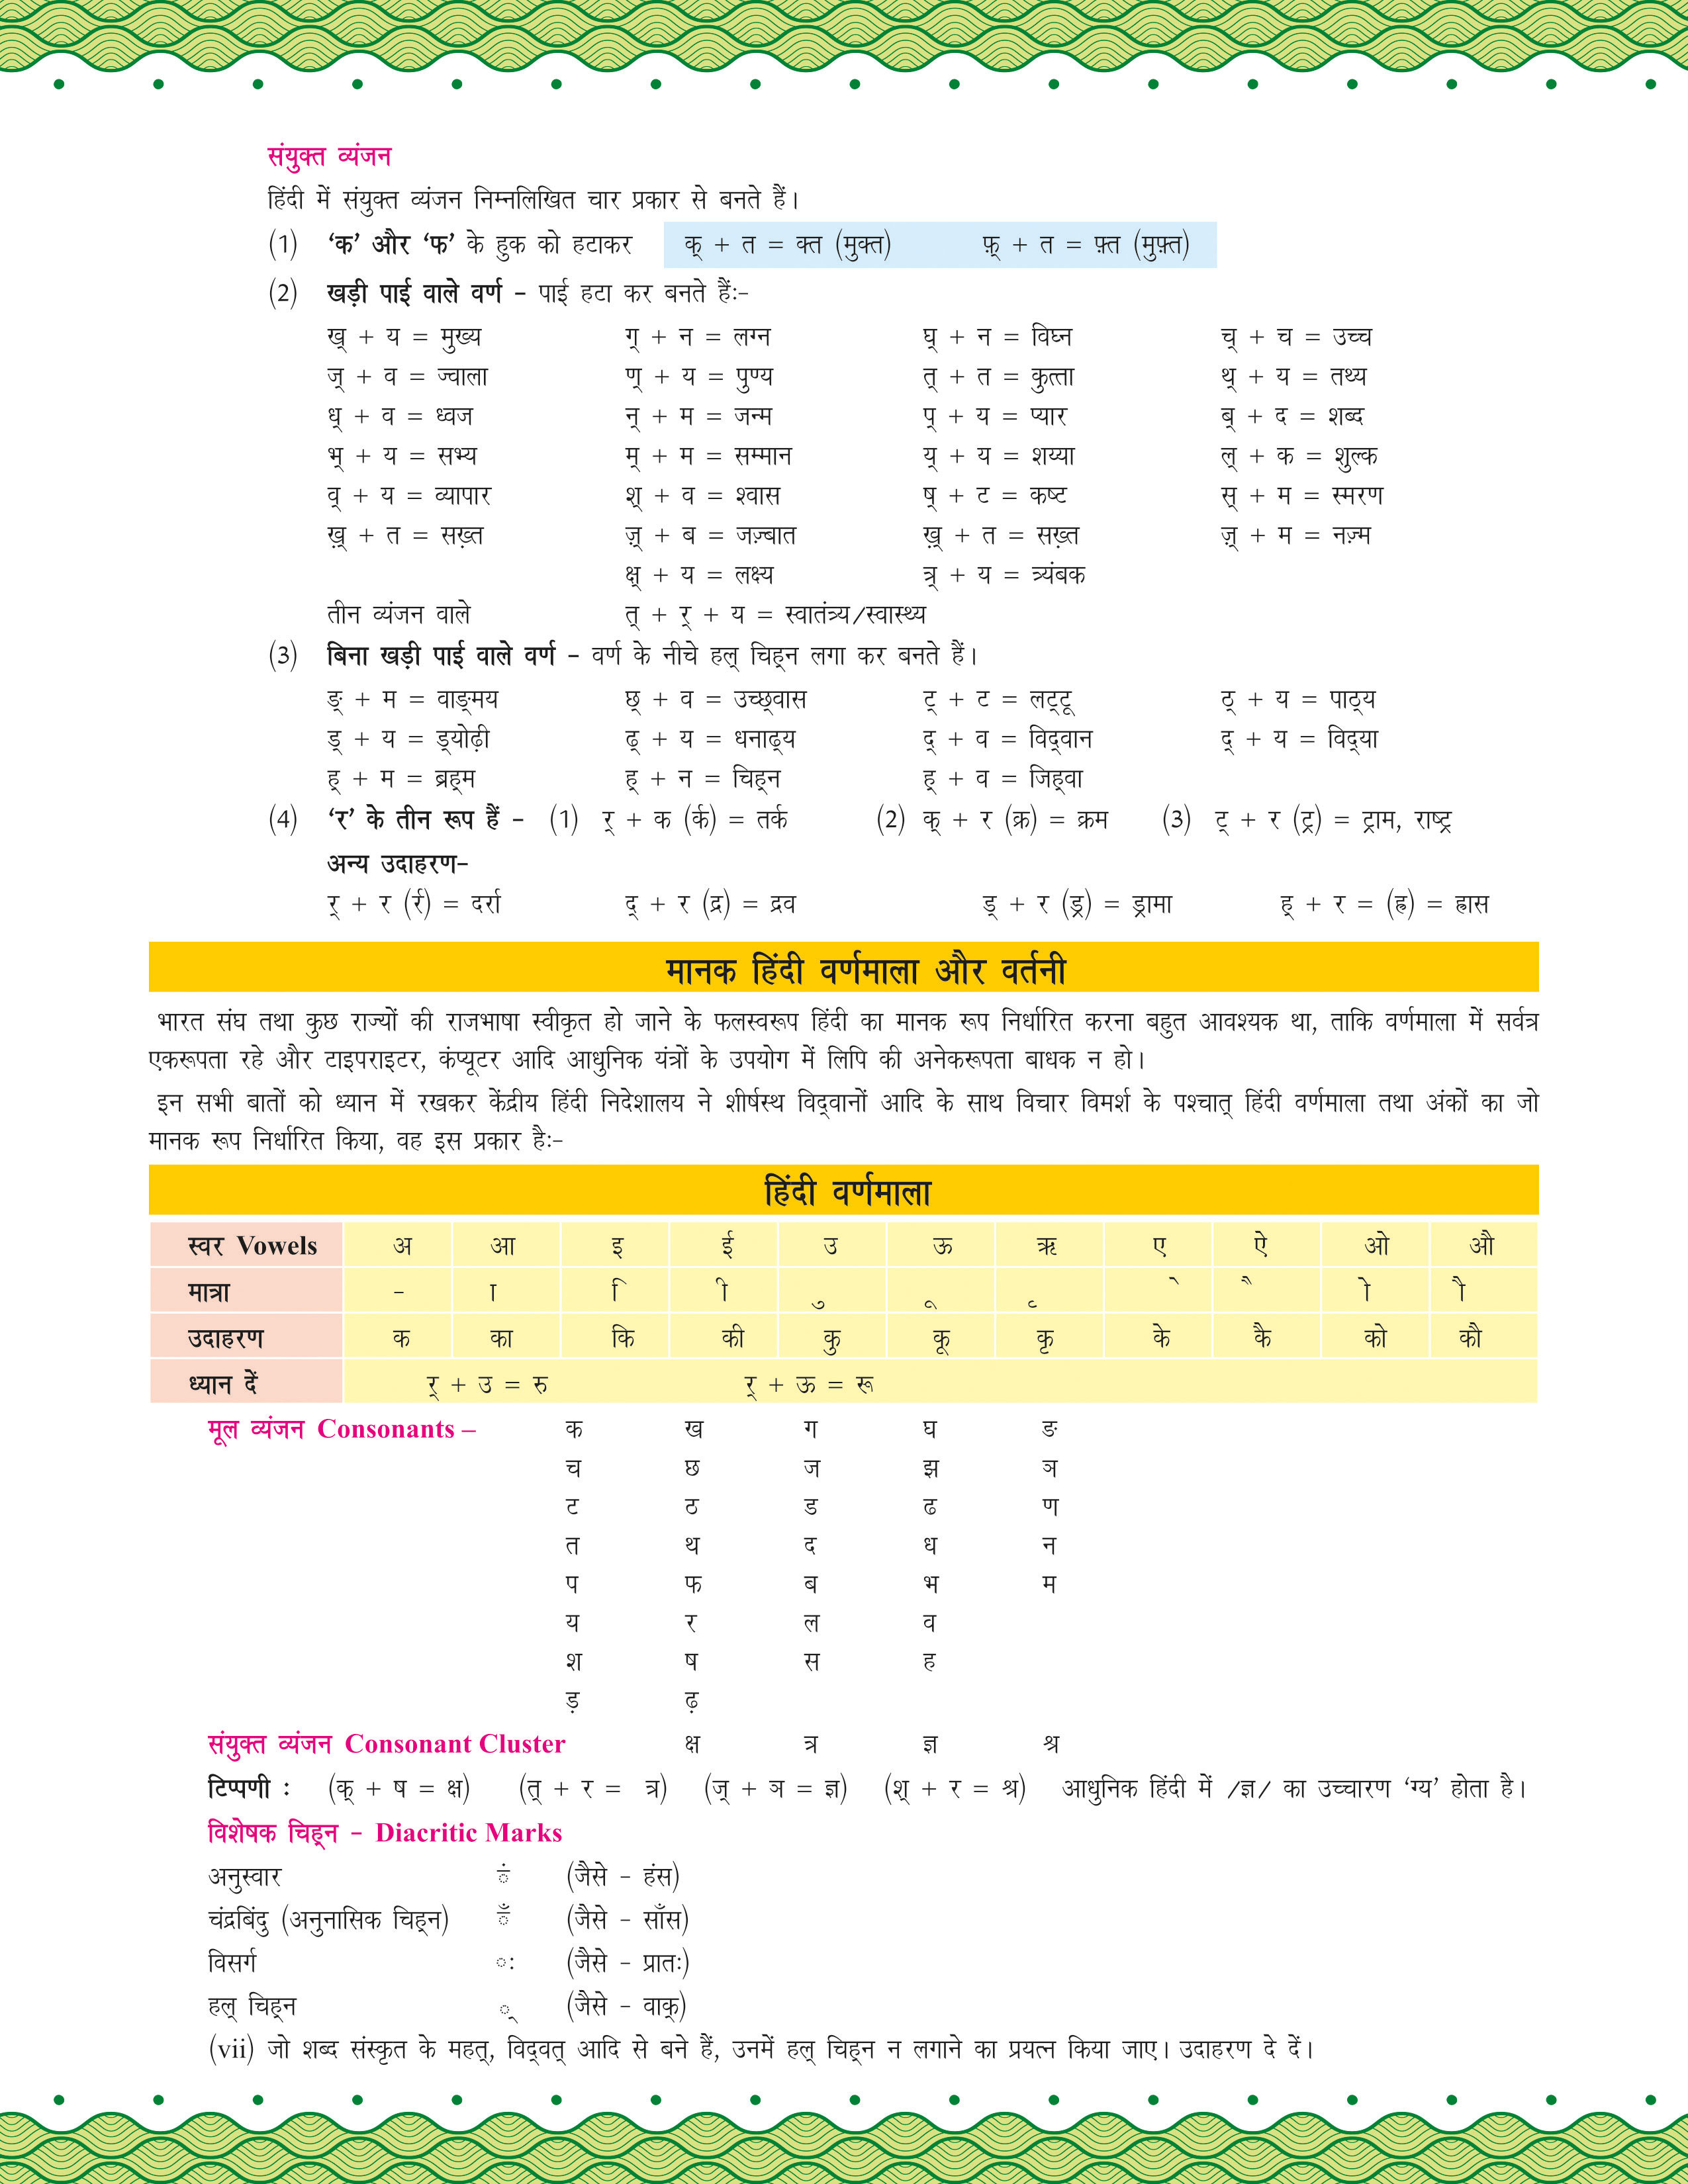 संयुक्त व्यंजन
हिंदी में संयुक्त व्यंजन निम्नलिखित चार प्रकार से बनते हैं।
(1) ‘क’ और ‘फ’ के हुक को हटाकर क् + त = क्त (मुक्त) फ़् + त = फ़्त (मुफ़्त)
(2) खड़ी पाई वाले वर्ण – पाई हटा कर बनते हैं:–
ख् + य = मुख्य ग् + न = लग्न घ् + न = विघ्न च् + च = उच्च
ज् + व = ज्वाला ण् + य = पुण्य त् + त = कुत्ता थ् + य = तथ्य
ध् + व = ध्वज न् + म = जन्म प् + य = प्यार ब् + द = शब्द
भ् + य = सभ्य म् + म = सम्मान य् + य = शय्या ल् + क = शुल्क
व् + य = व्यापार श् + व = श्वास ष् + ट = कष्ट स् + म = स्मरण
ख़् + त = सख़्त ज़् + ब = जज़्बात ख़् + त = सख़्त ज़् + म = नज़्म
क्ष् + य = लक्ष्य त्र् + य = त्र्यंबक
तीन व्यंजन वाले त् + र् + य = स्वातंत्र्य/स्वास्थ्य
(3) बिना खड़ी पाई वाले वर्ण – वर्ण के नीचे हल् चिह्‌न लगा कर बनते हैं।
ङ् + म = वाङ्‌मय छ् + व = उच्छ्‌वास ट् + ट = लट्‌टू ठ् + य = पाठ्‌य
ड् + य = ड्‌योढ़ी ढ् + य = धनाढ्‌य द् + व = विद्‌वान द् + य = विद्‌या
ह् + म = ब्रह्‌म ह् + न = चिह्‌न ह् + व = जिह्‌वा
(4) ‘र’ के तीन रूप हैं – (1) र् + क (र्क) = तर्क (2) क् + र (क्र) = क्रम (3) ट् + र (ट्र) = ट्राम, राष्ट्र
अन्य उदाहरण–
र् + र (र्र) = दर्रा द् + र (द्र) = द्रव ड् + र (ड्र) = ड्रामा ह् + र = (ह्र) = ह्रास
मानक हिंदी वर्णमाला और वर्तनी
भारत संघ तथा कुछ राज्यों की राजभाषा स्वीकृत हो जाने के फलस्वरूप हिंदी का मानक रूप निर्धारित करना बहुत आवश्यक था, ताकि वर्णमाला में सर्वत्र
एकरूपता रहे और टाइपराइटर, कंप्यूटर आदि आधुनिक यंत्रों के उपयोग में लिपि की अनेकरूपता बाधक न हो।
इन सभी बातों को ध्यान में रखकर केंद्रीय हिंदी निदेशालय ने शीर्षस्थ विद्‌वानों आदि के साथ विचार विमर्श के पश्चात् हिंदी वर्णमाला तथा अंकों का जो
मानक रूप निर्धारित किया, वह इस प्रकार है:–
हिंदी वर्णमाला
स्वर Vowels अ आ इ ई उ ऊ ऋ ए ऐ ओ औ
मात्रा – ा ि ी ु ू ृ े ै ो ौ
उदाहरण क का कि की कु कू कृ के कै को कौ
ध्यान दें र् + उ = रु र् + ऊ = रू
मूल व्यंजन Consonants – क ख ग घ ङ
च छ ज झ ञ
ट ठ ड ढ ण
त थ द ध न
प फ ब भ म
य र ल व
श ष स ह
ड़ ढ़
संयुक्त व्यंजन Consonant Cluster क्ष त्र ज्ञ श्र
टिप्पणी : (क् + ष = क्ष) (त् + र = त्र) (ज् + ञ = ज्ञ) (श् + र = श्र) आधुनिक हिंदी में /ज्ञ/ का उच्चारण ‘ग्य’ होता है।
विशेषक चिह्‌न – Diacritic Marks
अनुस्वार ं (जैसे – हंस)
चंद्रबिंदु (अनुनासिक चिह्‌न) ँ (जैसे – साँस)
विसर्ग ः (जैसे – प्रातः)
हल् चिह्‌न ् (जैसे – वाक्)
(vii) जो शब्द संस्कृत के महत्, विद्‌वत् आदि से बने हैं, उनमें हल् चिह्‌न न लगाने का प्रयत्न किया जाए। उदाहरण दे दें।